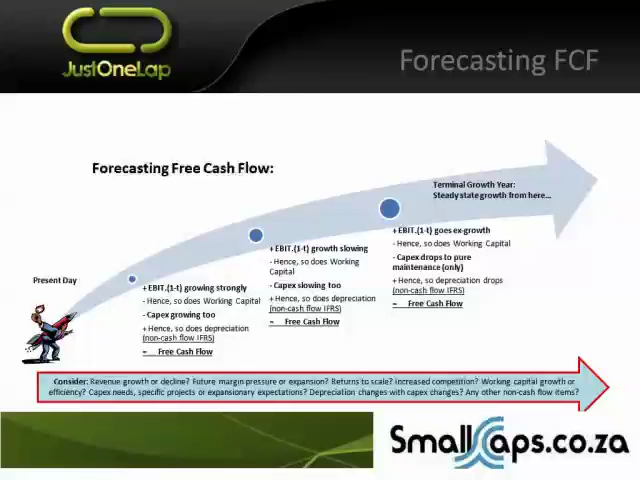 JustOneLap
Forecasting FCF
Forecasting Free Cash Flow:
Terminal Growth Year:
Steady state growth from here...
Present Day
+ EBIT.(1-t) growing strongly
- Hence, so does Working Capital
- Capex growing too
+ Hence, so does depreciation
(non-cash flow IFRS)
= Free Cash Flow
+ EBIT.(1-t) growth slowing
- Hence, so does Working
Capital
- Capex slowing too
+ Hence, so does depreciation
(non-cash flow IFRS)
= Free Cash Flow
+ EBIT.(1-t) goes ex-growth
- Hence, so does Working Capital
- Capex drops to pure
maintenance (only)
+ Hence, so depreciation drops
(non-cash flow IFRS)
= Free Cash Flow
Consider: Revenue growth or decline? Future margin pressure or expansion? Returns to scale? Increased competition? Working capital growth or
efficiency? Capex needs, specific projects or expansionary expectations? Depreciation changes with capex changes? Any other non-cash flow items?
SmallCaps.co.za